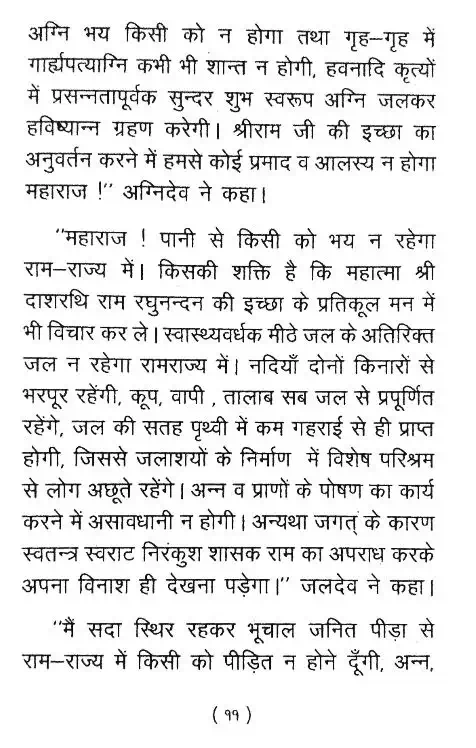 अग्नि भय किसी को न होगा तथा गृह–गृह में
गार्ह्यपत्याग्नि कभी भी शान्त न होगी, हवनादि कृत्यों
में प्रसन्नतापूर्वक सुन्दर शुभ स्वरूप अग्नि जलकर
हविष्यान्न ग्रहण करेगी। श्रीराम जी की इच्छा का
अनुवर्तन करने में हमसे कोई प्रमाद व आलस्य न होगा
महाराज !” अग्निदेव ने कहा।
“महाराज ! पानी से किसी को भय न रहेगा
राम–राज्य में। किसकी शक्ति है कि महात्मा श्री
दाशरथि राम रघुनन्दन की इच्छा के प्रतिकूल मन में
भी विचार कर ले। स्वास्थ्यवर्धक मीठे जल के अतिरिक्त
जल न रहेगा रामराज्य में। नदियाँ दोनों किनारों से
भरपूर रहेंगी, कूप, वापी , तालाब सब जल से प्रपूर्णित
रहेंगे, जल की सतह पृथ्वी में कम गहराई से ही प्राप्त
होगी, जिससे जलाशयों के निर्माण में विशेष परिश्रम
से लोग अछूते रहेंगे। अन्न व प्राणों के पोषण का कार्य
करने में असावधानी न होगी। अन्यथा जगत् के कारण
स्वतन्त्र स्वराट निरंकुश शासक राम का अपराध करके
अपना विनाश ही देखना पड़ेगा।” जलदेव ने कहा।
“मैं सदा स्थिर रहकर भूचाल जनित पीड़ा से
राम–राज्य में किसी को पीड़ित न होने दूँगी, अन्न,
( ११ )